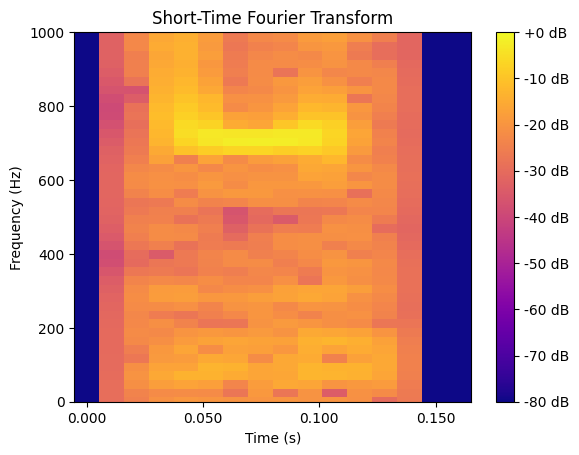 Short-Time Fourier Transform
1000
800
600
400
200
0
Frequency (Hz)
0.000
0.050
0.100
0.150
Time (s)
+0 dB
-10 dB
-20 dB
-30 dB
-40 dB
-50 dB
-60 dB
-70 dB
-80 dB